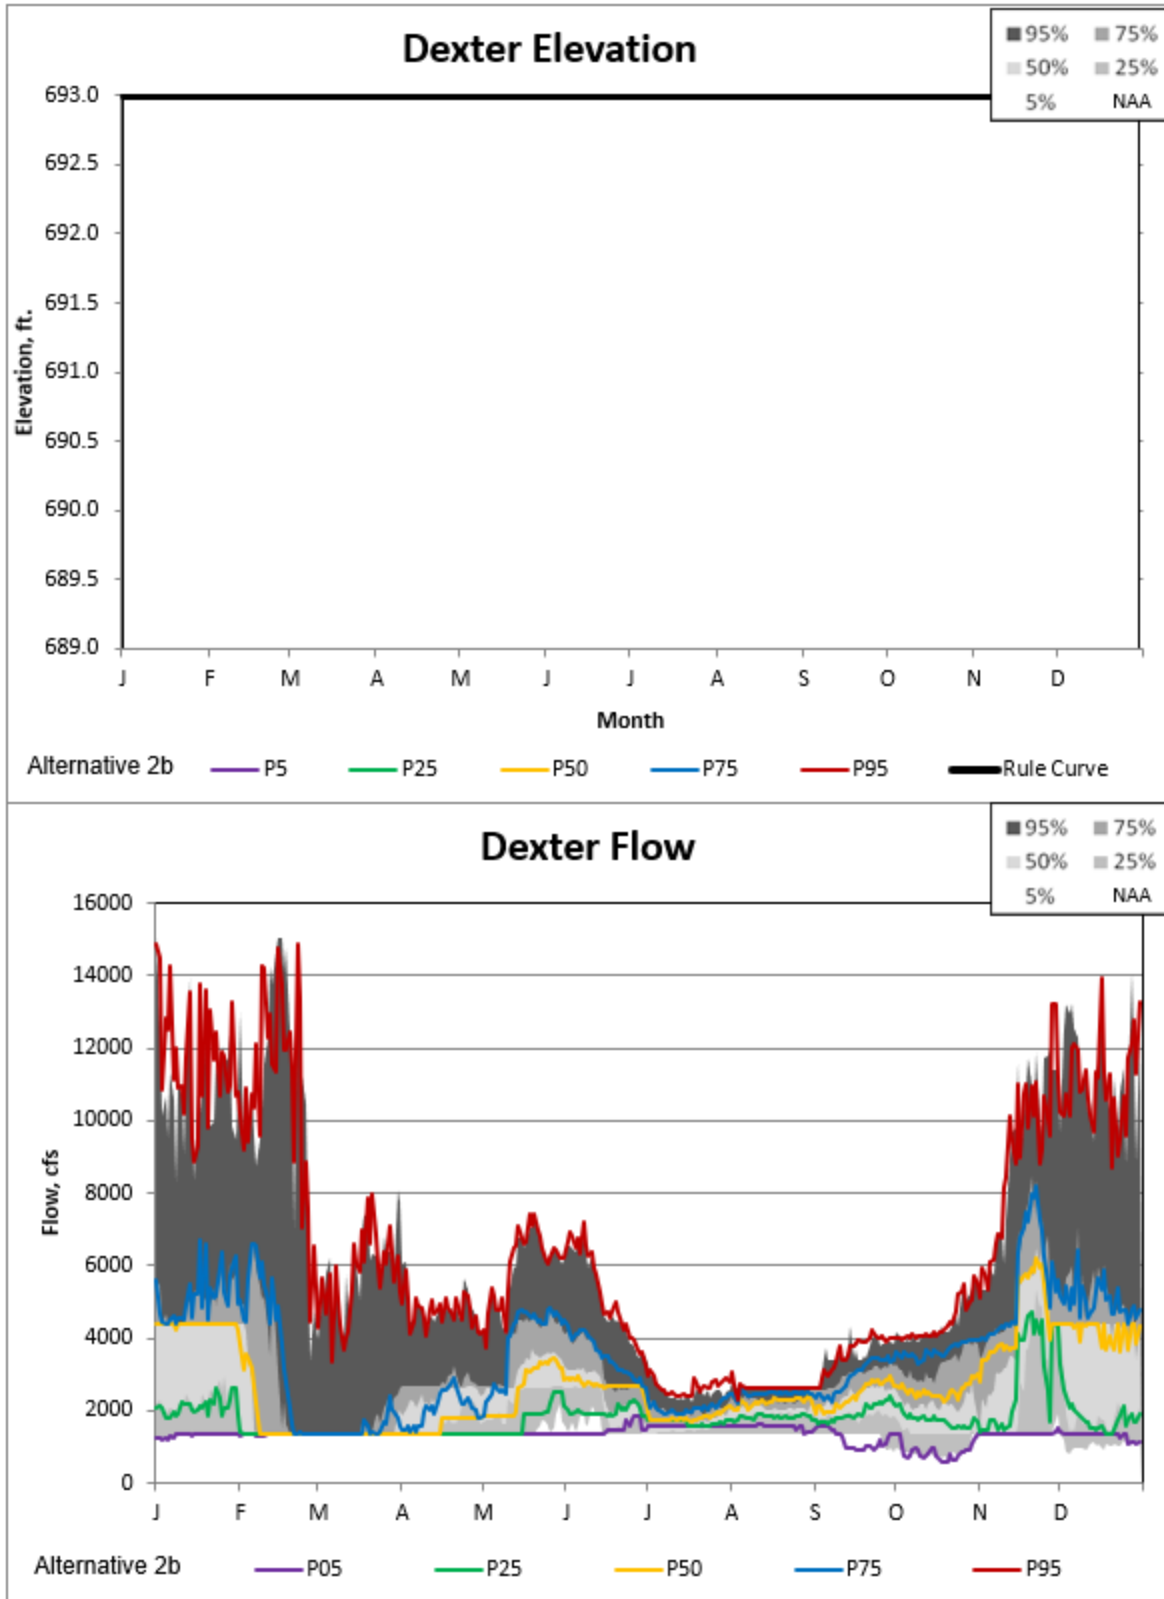 Dexter Elevation
95% 75%
50% 25%
5% NAA
693.0
692.5
692.0
691.5
691.0
690.5
690.0
689.5
689.0
Elevation, ft.
J F M A M J J A S O N D
Month
Alternative 2b P5 P25 P50 P75 P95 Rule Curve
Dexter Flow
95% 75%
50% 25%
5% NAA
16000
14000
12000
10000
8000
6000
4000
2000
0
Flow, cfs
J F M A M J J A S O N D
Alternative 2b P05 P25 P50 P75 P95